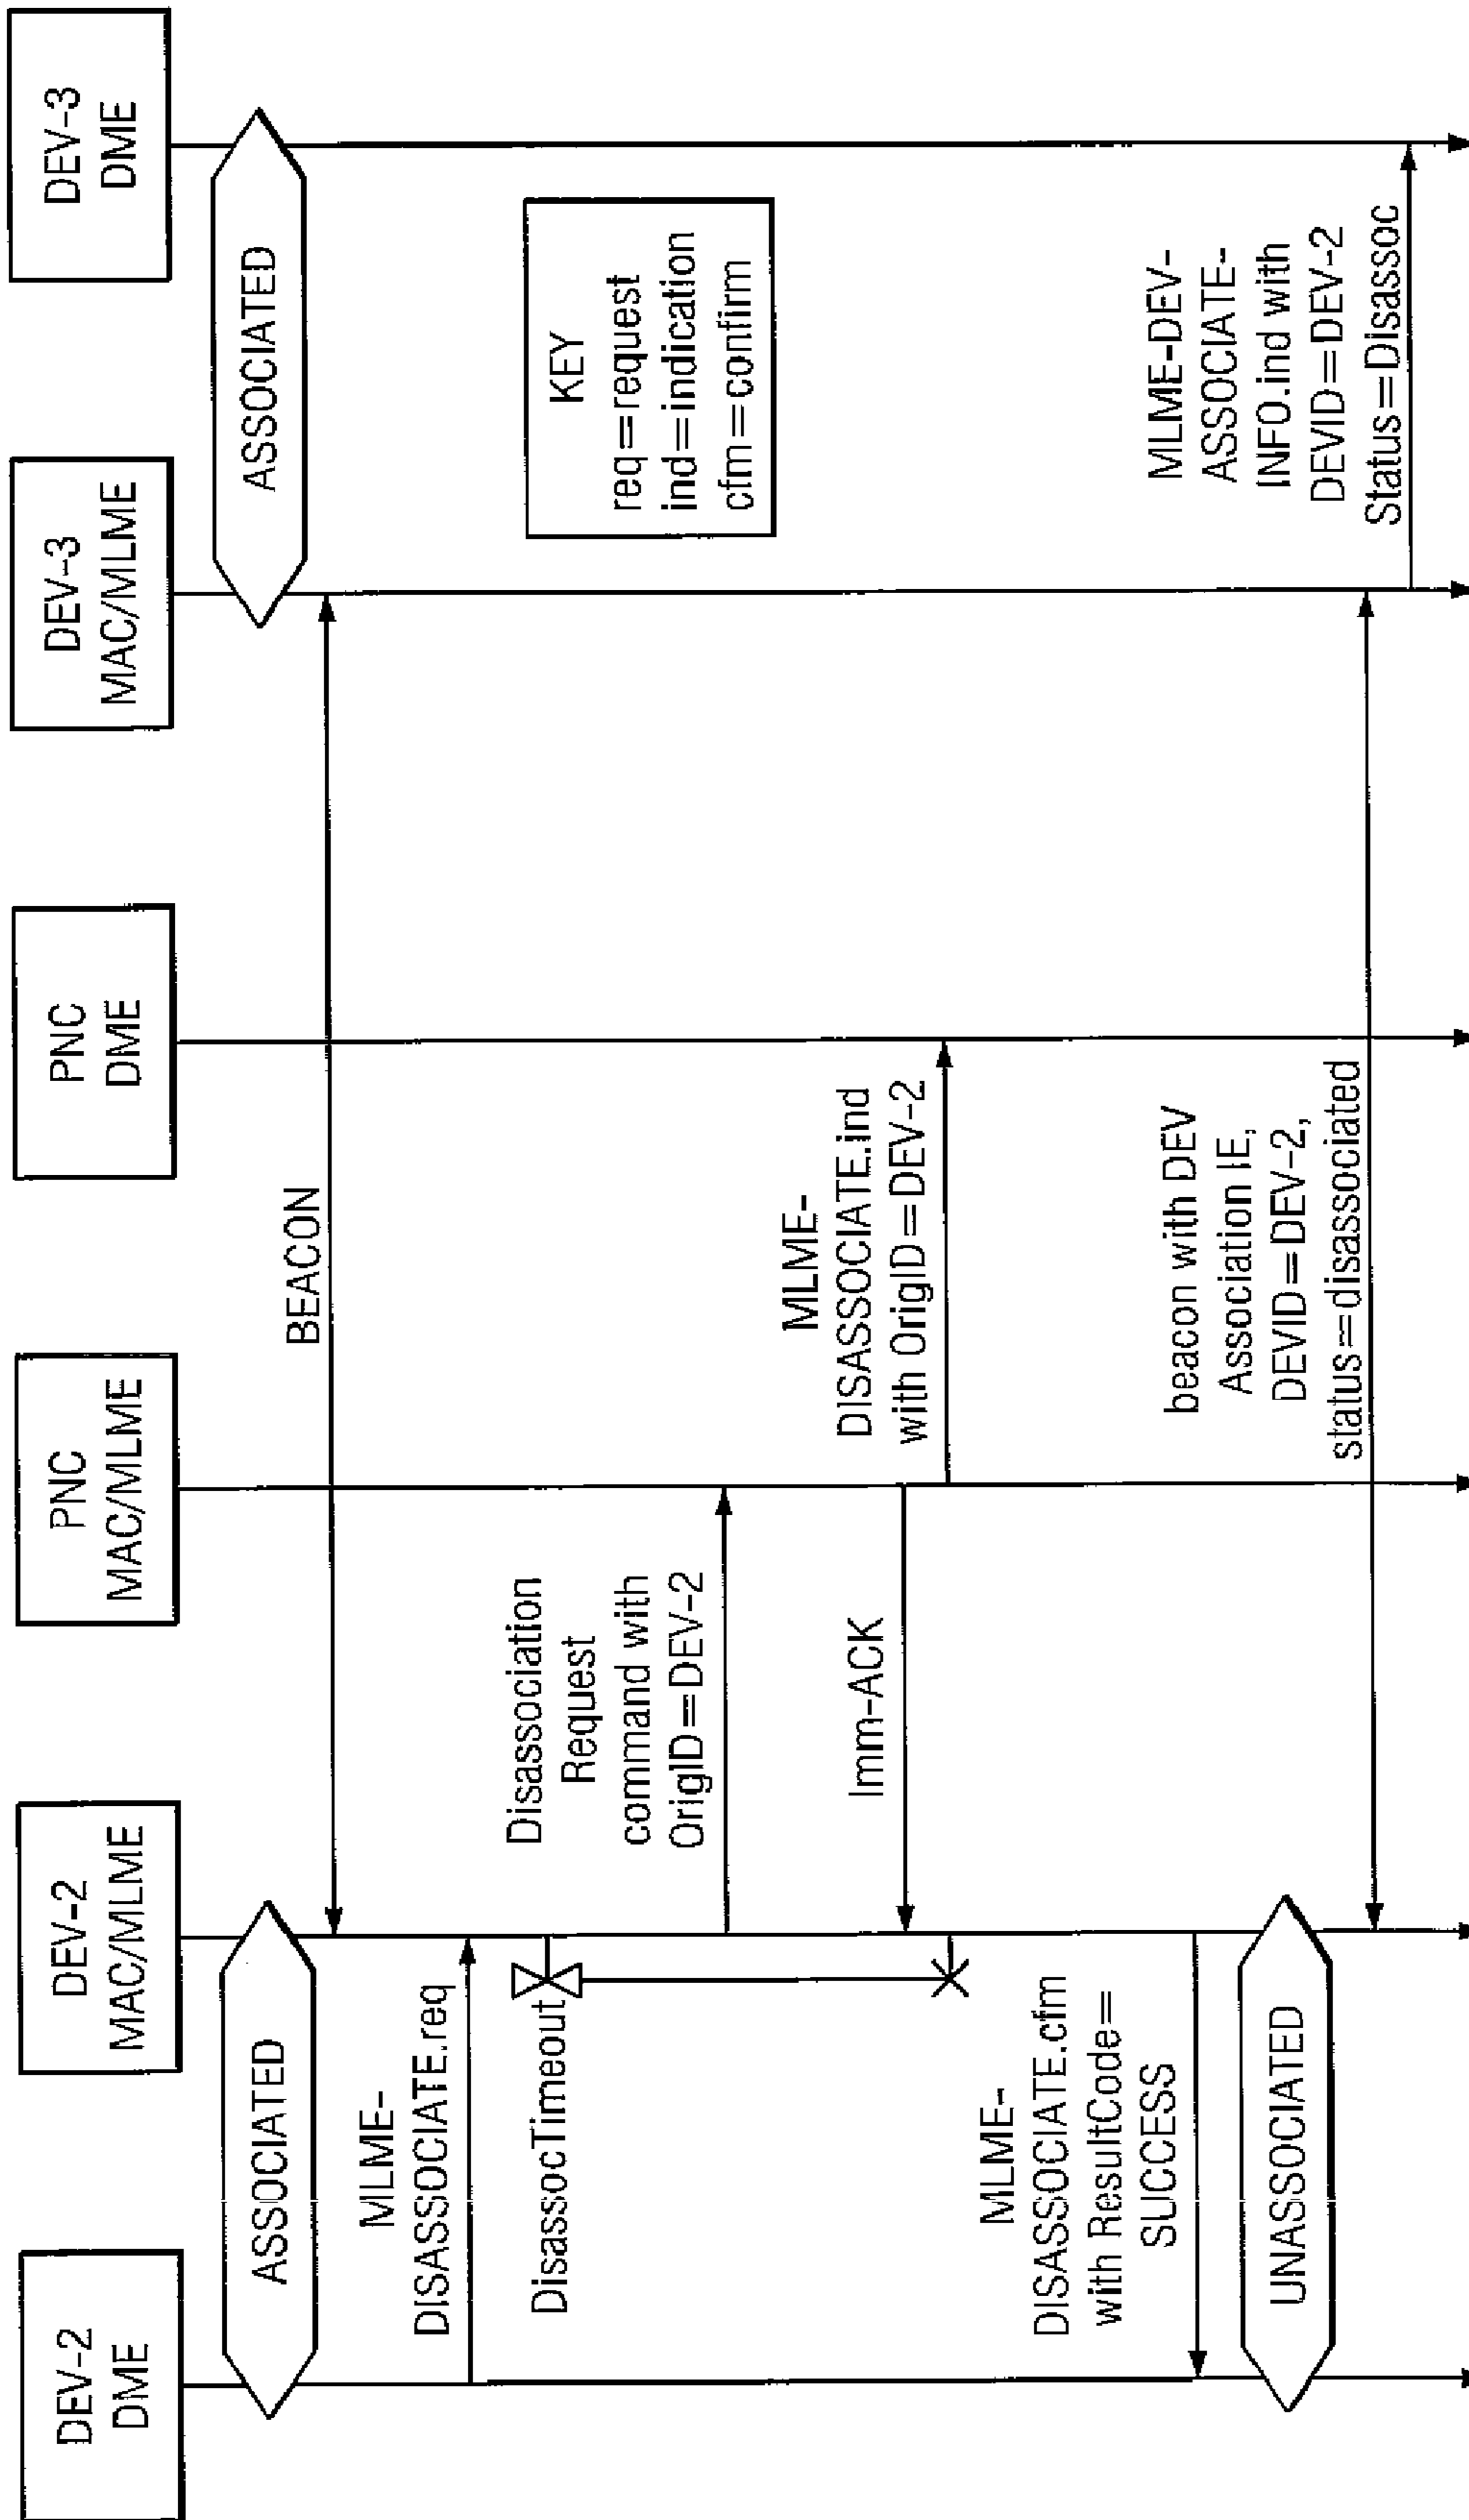 DEV-2
DME
DEV-2
MAC/MLME
PNC
MAC/MLME
PNC
DME
DEV-3
MAC/MLME
DEV-3
DME
ASSOCIATED
ASSOCIATED
BEACON
MLME-
DISASSOCIATE.req
KEY
req=request
ind=indication
cfm=confirm
DisassocTimeout
Disassociation
Request
command with
OrigID=DEV-2
Imm-ACK
MLME-
DISASSOCIATE.ind
with OrigID=DEV-2
MLME-
DISASSOCIATE.cfm
with ResultCode=
SUCCESS
UNASSOCIATED
beacon with DEV
Association IE,
DEVID=DEV-2,
status=disassociated
MLME-DEV-
ASSOCIATE-
INFO.ind with
DEVID=DEV-2
Status=Disassoc